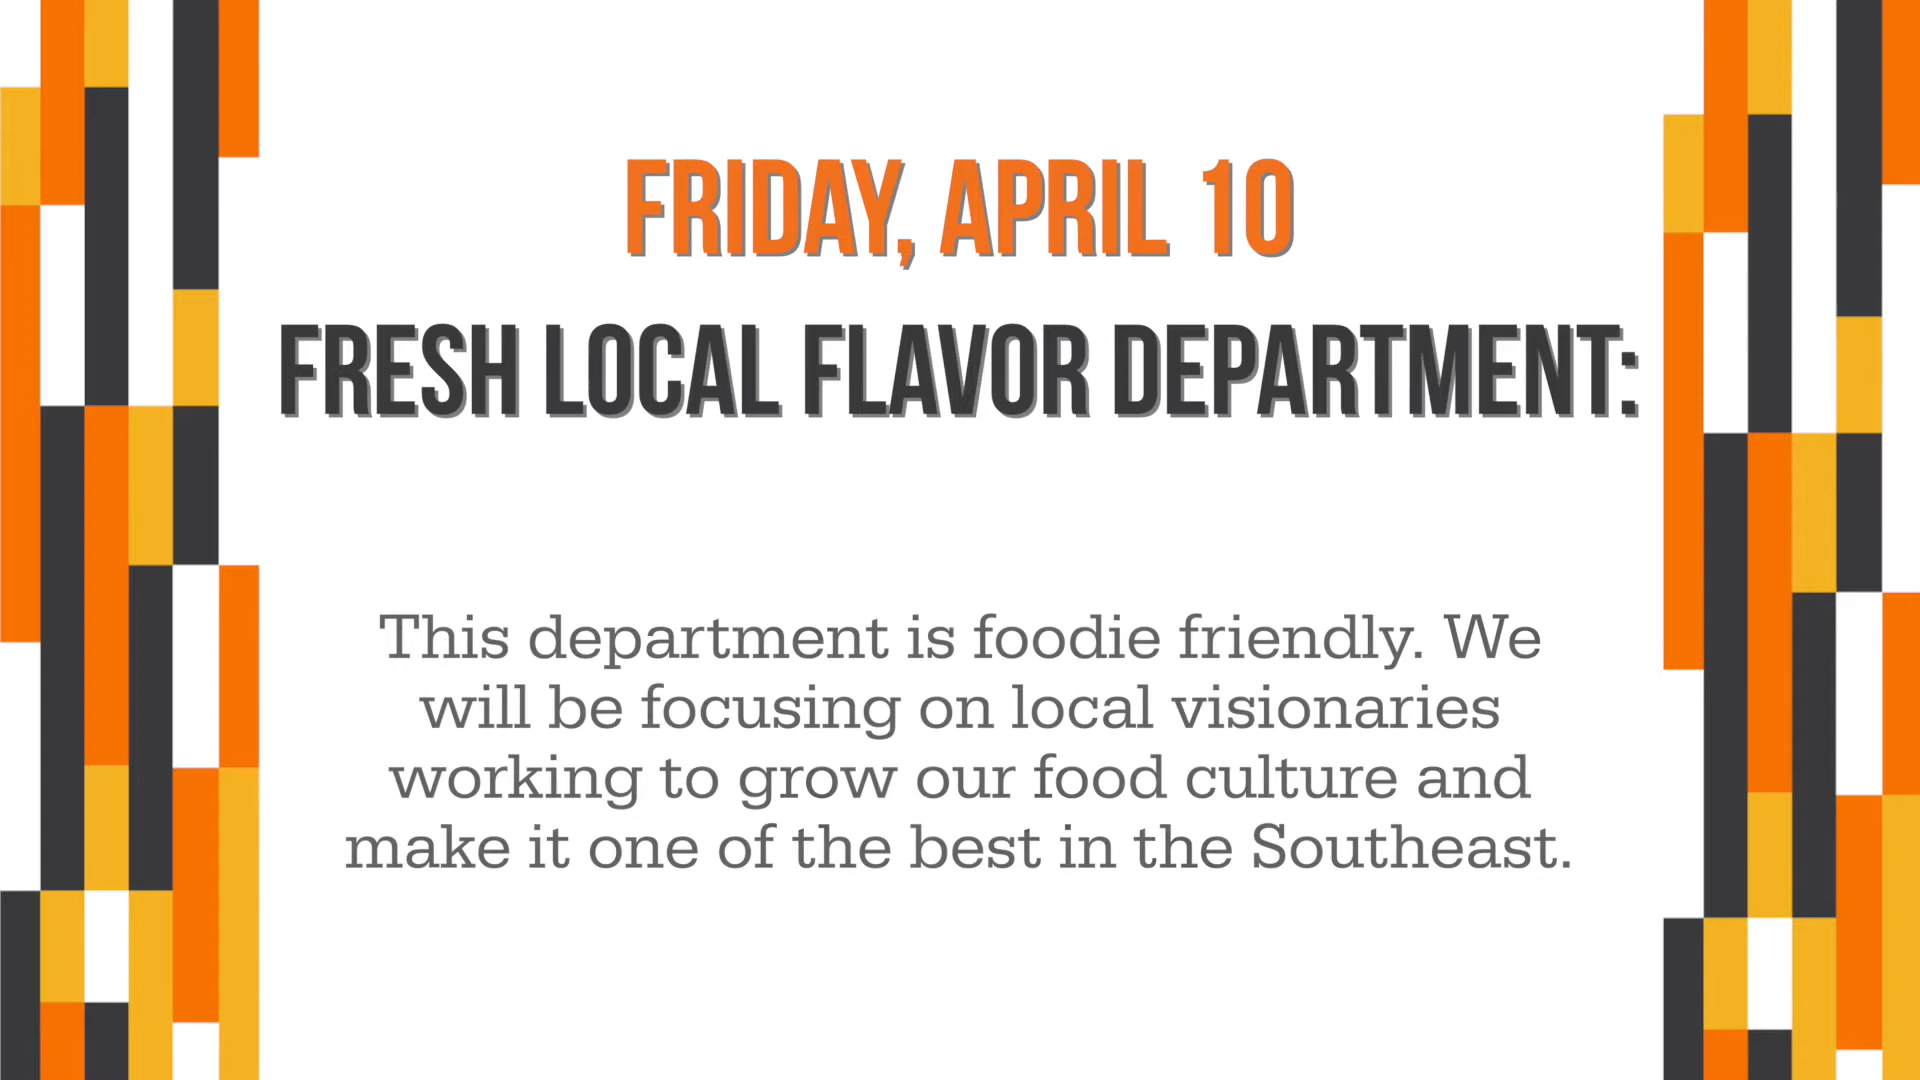 FRIDAY, APRIL 10
FRESH LOCAL FLAVOR DEPARTMENT:
This department is foodie friendly. We
will be focusing on local visionaries
working to grow our food culture and
make it one of the best in the Southeast.